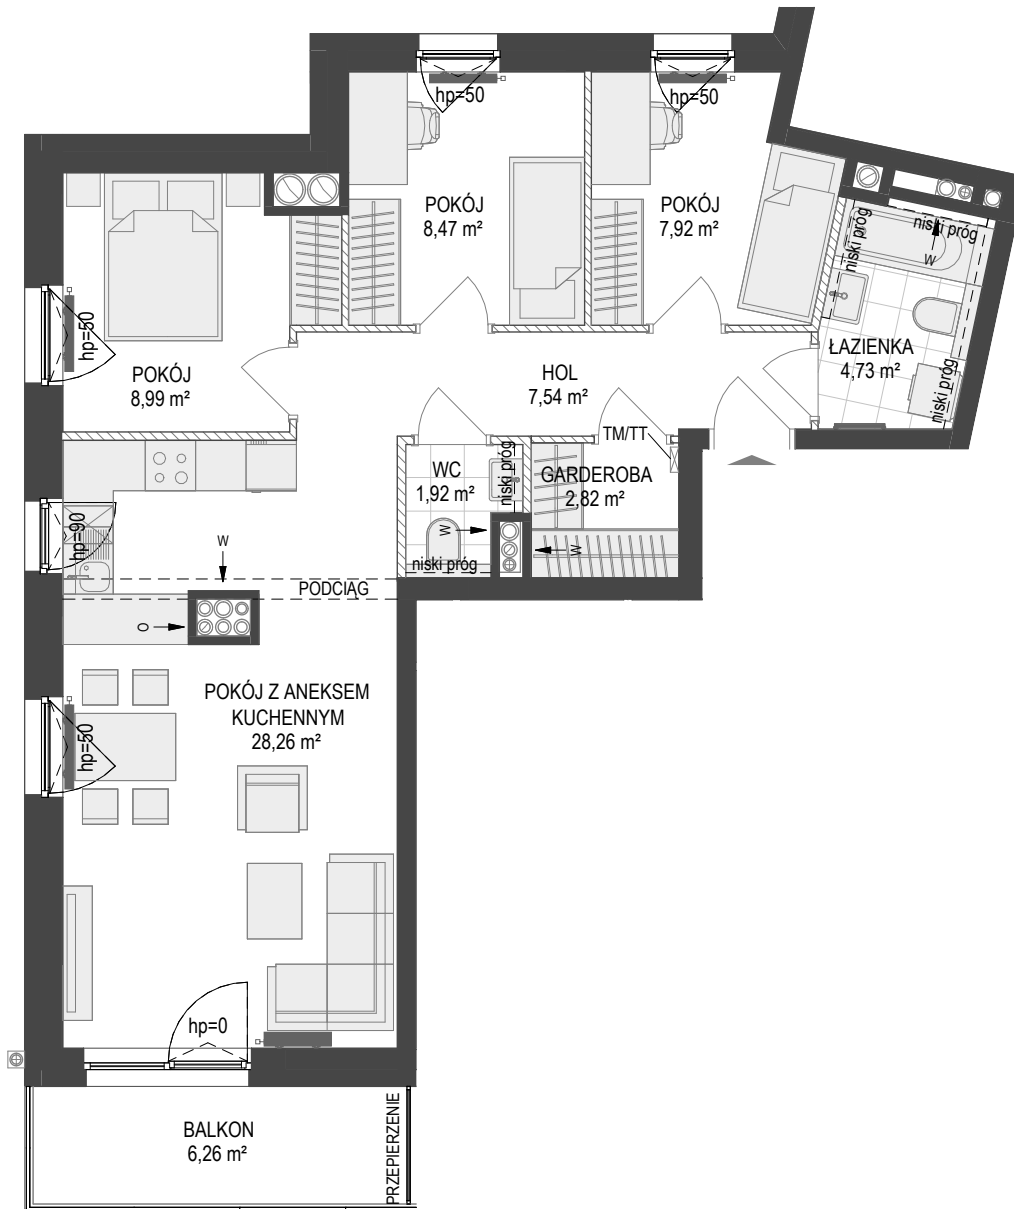 hp=50
hp=50
POKÓJ
8,47 m²
POKÓJ
7,92 m²
niski próg
niski próg
W
hp=50
POKÓJ
8,99 m²
HOL
7,54 m²
ŁAZIENKA
4,73 m²
niski próg
TM/TT
WC
1,92 m²
niski próg
GARDEROBA
2,82 m²
hp=90
W
W
W
niski próg
PODCIĄG
O
POKÓJ Z ANEKSEM
KUCHENNYM
28,26 m²
hp=50
hp=0
BALKON
6,26 m²
PRZEPIERZENIE